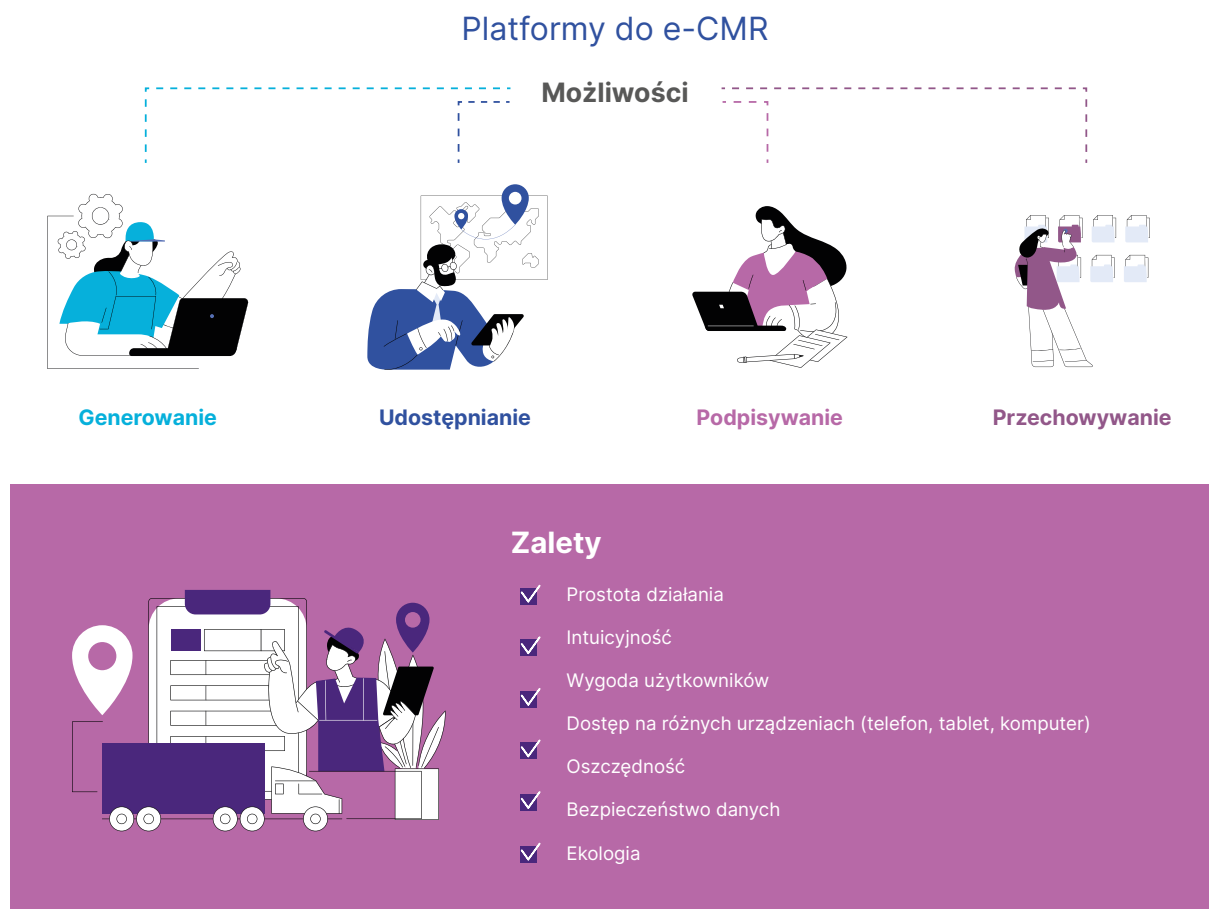 Platformy do e-CMR
Możliwości
Generowanie
Udostępnianie
Podpisywanie
Przechowywanie
Zalety
Prostota działania
Intuicyjność
Wygoda użytkowników
Dostęp na różnych urządzeniach (telefon, tablet, komputer)
Oszczędność
Bezpieczeństwo danych
Ekologia